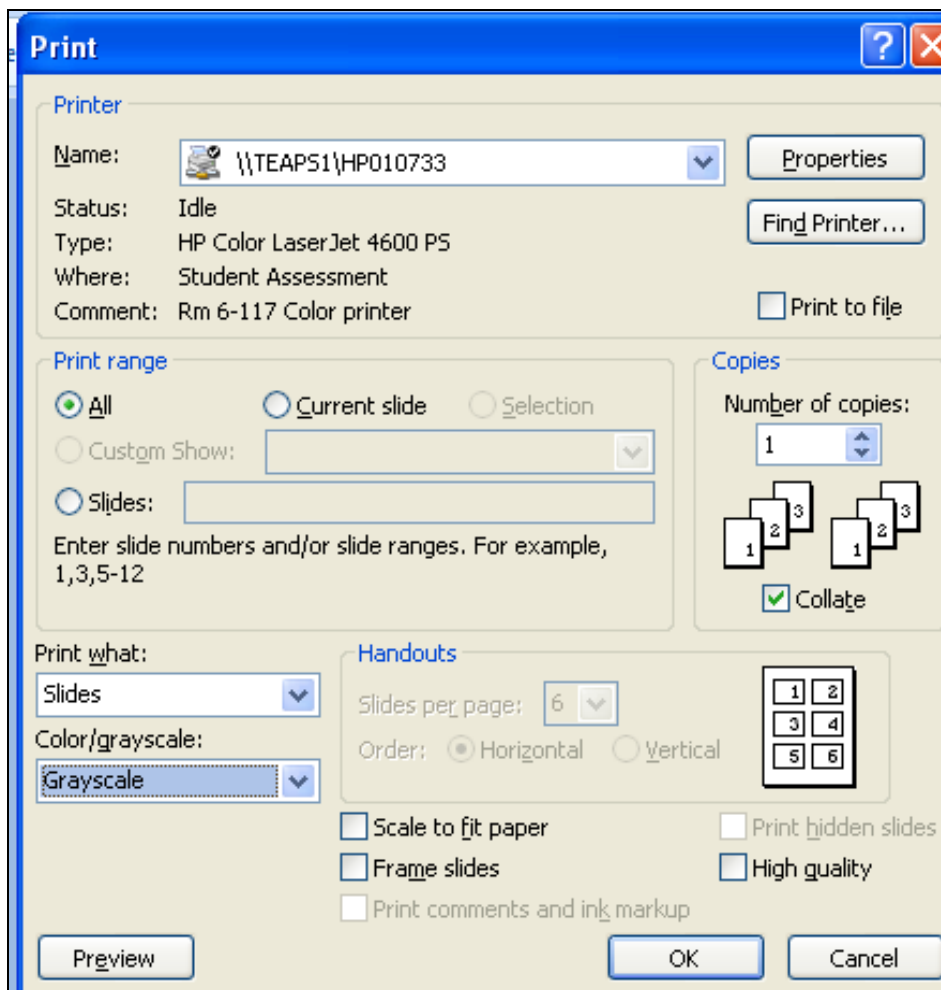 Print
Printer
Name: \\TEAPS1\HP010733 Properties
Status: Idle
Find Printer...
Type: HP Color LaserJet 4600 PS
Where: Student Assessment
Comment: Rm 6-117 Color printer Print to file
Print range
All Current slide Selection
Custom Show:
Slides:
Enter slide numbers and/or slide ranges. For example,
1,3,5-12
Copies
Number of copies:
1
1 2 3 1 2 3
Collate
Print what:
Slides
Color/grayscale:
Grayscale
Handouts
Slides per page: 6
Order: Horizontal Vertical
1 2
3 4
5 6
Scale to fit paper Print hidden slides
Frame slides High quality
Print comments and ink markup
Preview OK Cancel